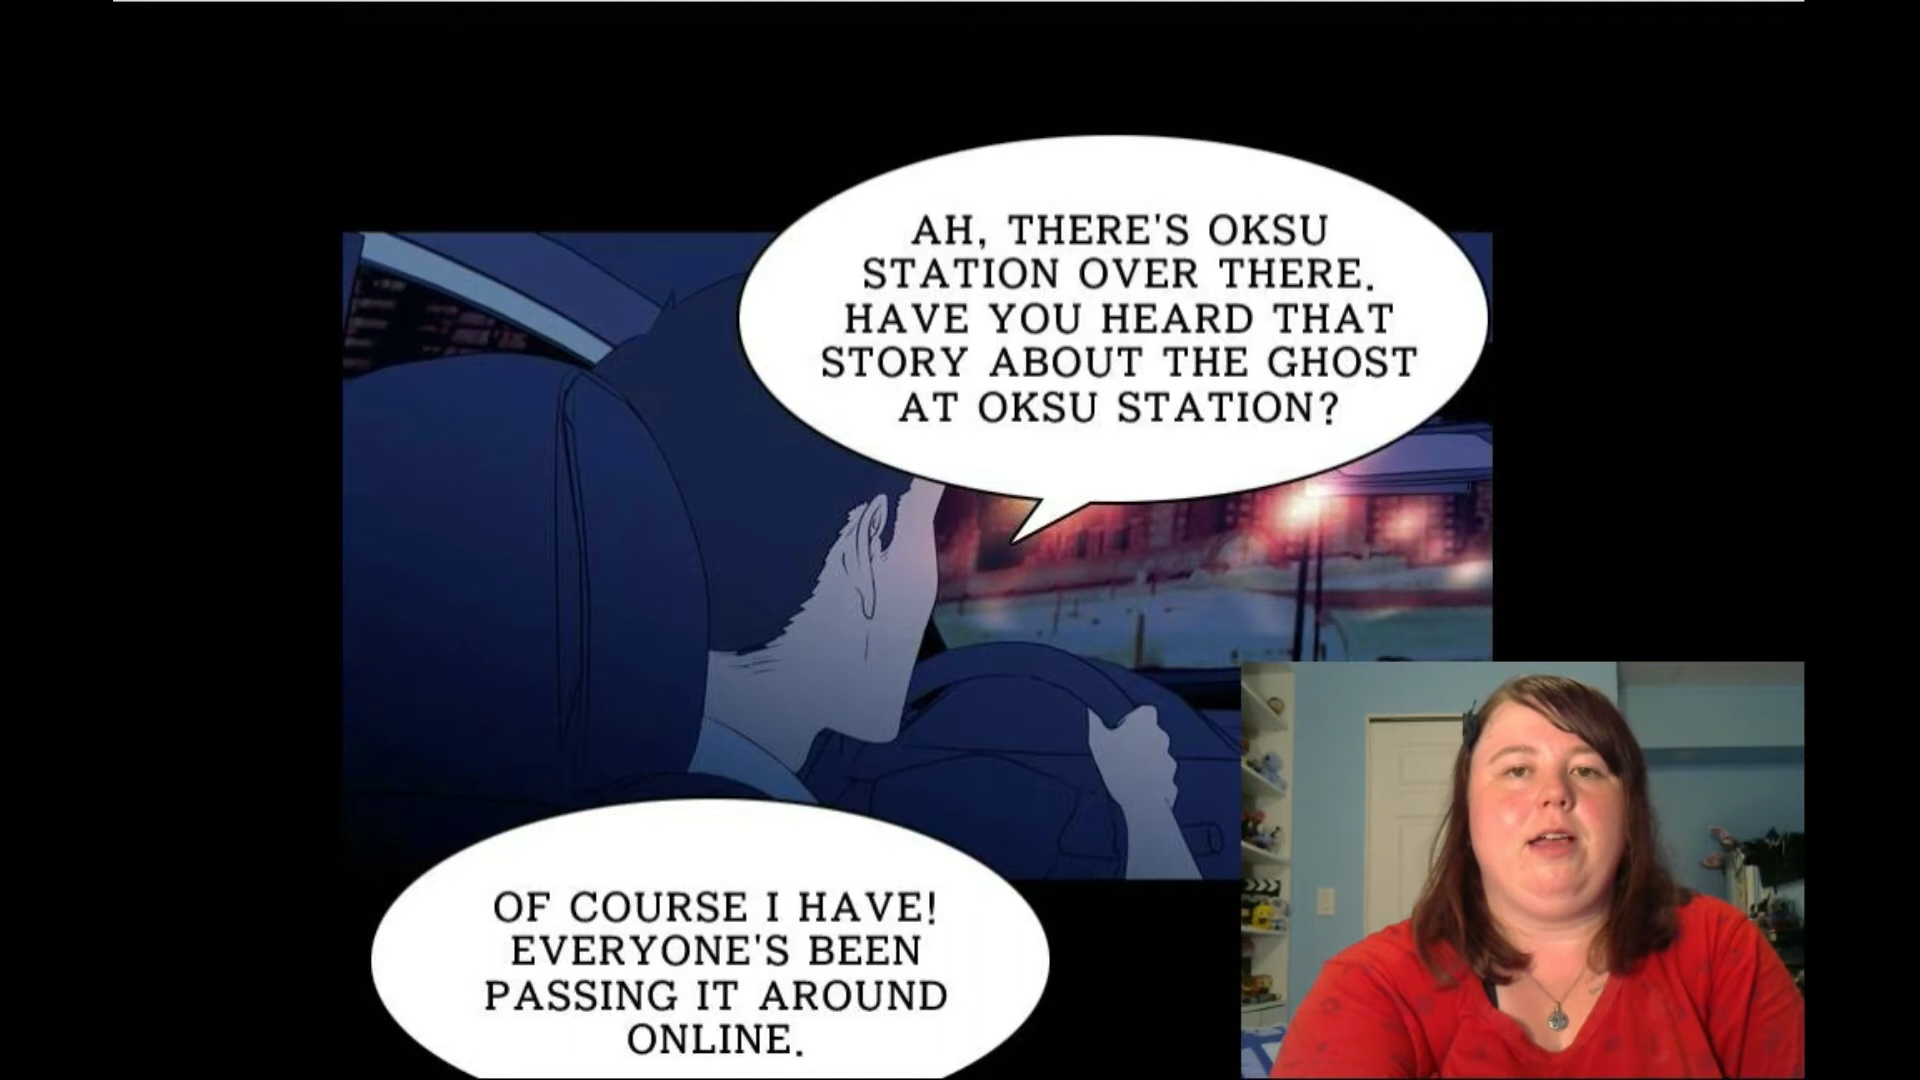 AH, THERE'S OKSU
STATION OVER THERE.
HAVE YOU HEARD THAT
STORY ABOUT THE GHOST
AT OKSU STATION?
OF COURSE I HAVE!
EVERYONE'S BEEN
PASSING IT AROUND
ONLINE.